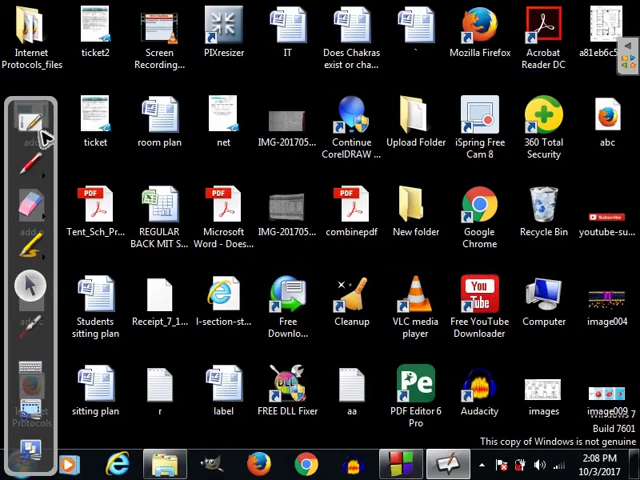 Internet
Protocols_files
ticket2
Screen
Recording...
PIXresizer
IT
Does Chakras
exist or cha...
`
Mozilla Firefox
Acrobat
Reader DC
a81eb6c5
ticket
room plan
net
IMG-201705...
Continue
CorelDRAW ...
Upload Folder
iSpring Free
Cam 8
360 Total
Security
abc
Tent_Sch_Pr...
REGULAR
BACK MIT S...
Microsoft
Word - Does...
IMG-201705...
combinepdf
New folder
Google
Chrome
Recycle Bin
youtube-su...
Students
sitting plan
Receipt_7_1...
I-section-st...
Free
Downlo...
Cleanup
VLC media
player
Free YouTube
Downloader
Computer
image004
Internet
Protocols
sitting plan
r
label
FREE DLL Fixer
aa
PDF Editor 6
Pro
Audacity
images
image009
Windows 7
Build 7601
This copy of Windows is not genuine
2:08 PM
10/3/2017